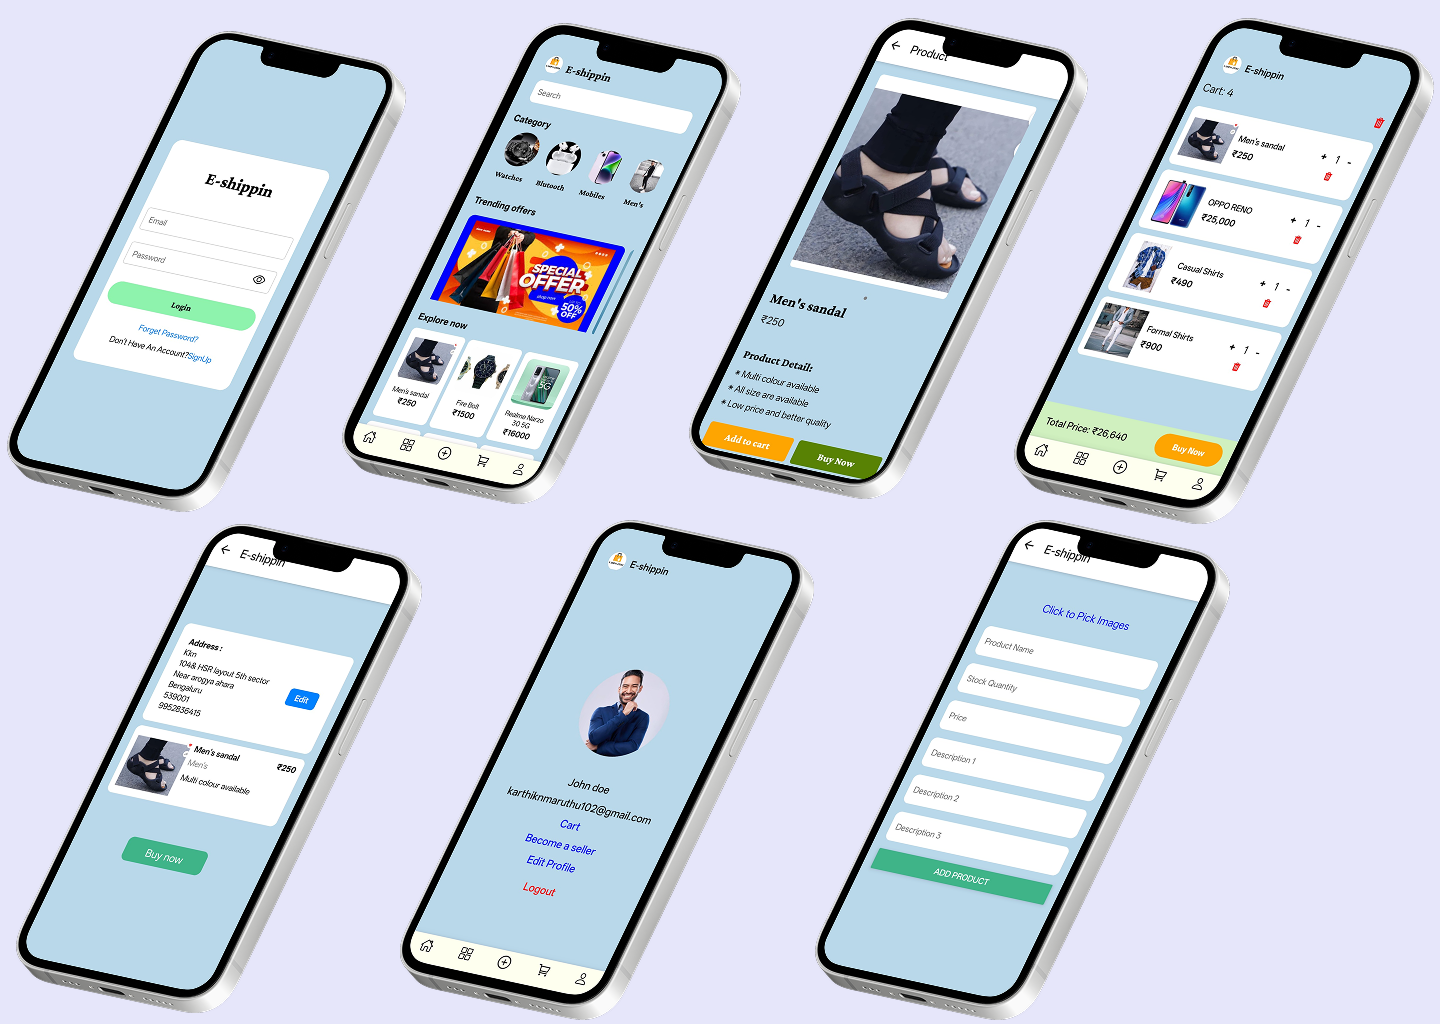 E-shippin
Email
Password
Login
Forget Password?
Don't Have An Account?SignUp
E-shippin
Search
Category
Watches
Blutooth
Mobiles
Men's
Trending offers
SPECIAL
OFFER
shop now
50%
OFF
Explore now
Men's sandal
₹250
Fire Bolt
₹1500
5G
Realme Narzo
30 5G
₹16000
Product
Men's sandal
₹250
Product Detail:
* Multi colour available
* All size are available
* Low price and better quality
Add to cart
Buy Now
E-shippin
Cart: 4
Men's sandal
₹250
+ 1 -
OPPO RENO
₹25,000
+ 1 -
Casual Shirts
₹490
+ 1 -
Formal Shirts
₹900
+ 1 -
Total Price: ₹26,640
Buy Now
E-shippin
Address :
Kkn
104& HSR layout 5th sector
Near arogya ahara
Bengaluru
539001
9952836415
Edit
Men's sandal
₹250
Men's
Multi colour available
Buy now
E-shippin
John doe
karthiknmaruthu102@gmail.com
Cart
Become a seller
Edit Profile
Logout
E-shippin
Click to Pick Images
Product Name
Stock Quantity
Price
Description 1
Description 2
Description 3
ADD PRODUCT